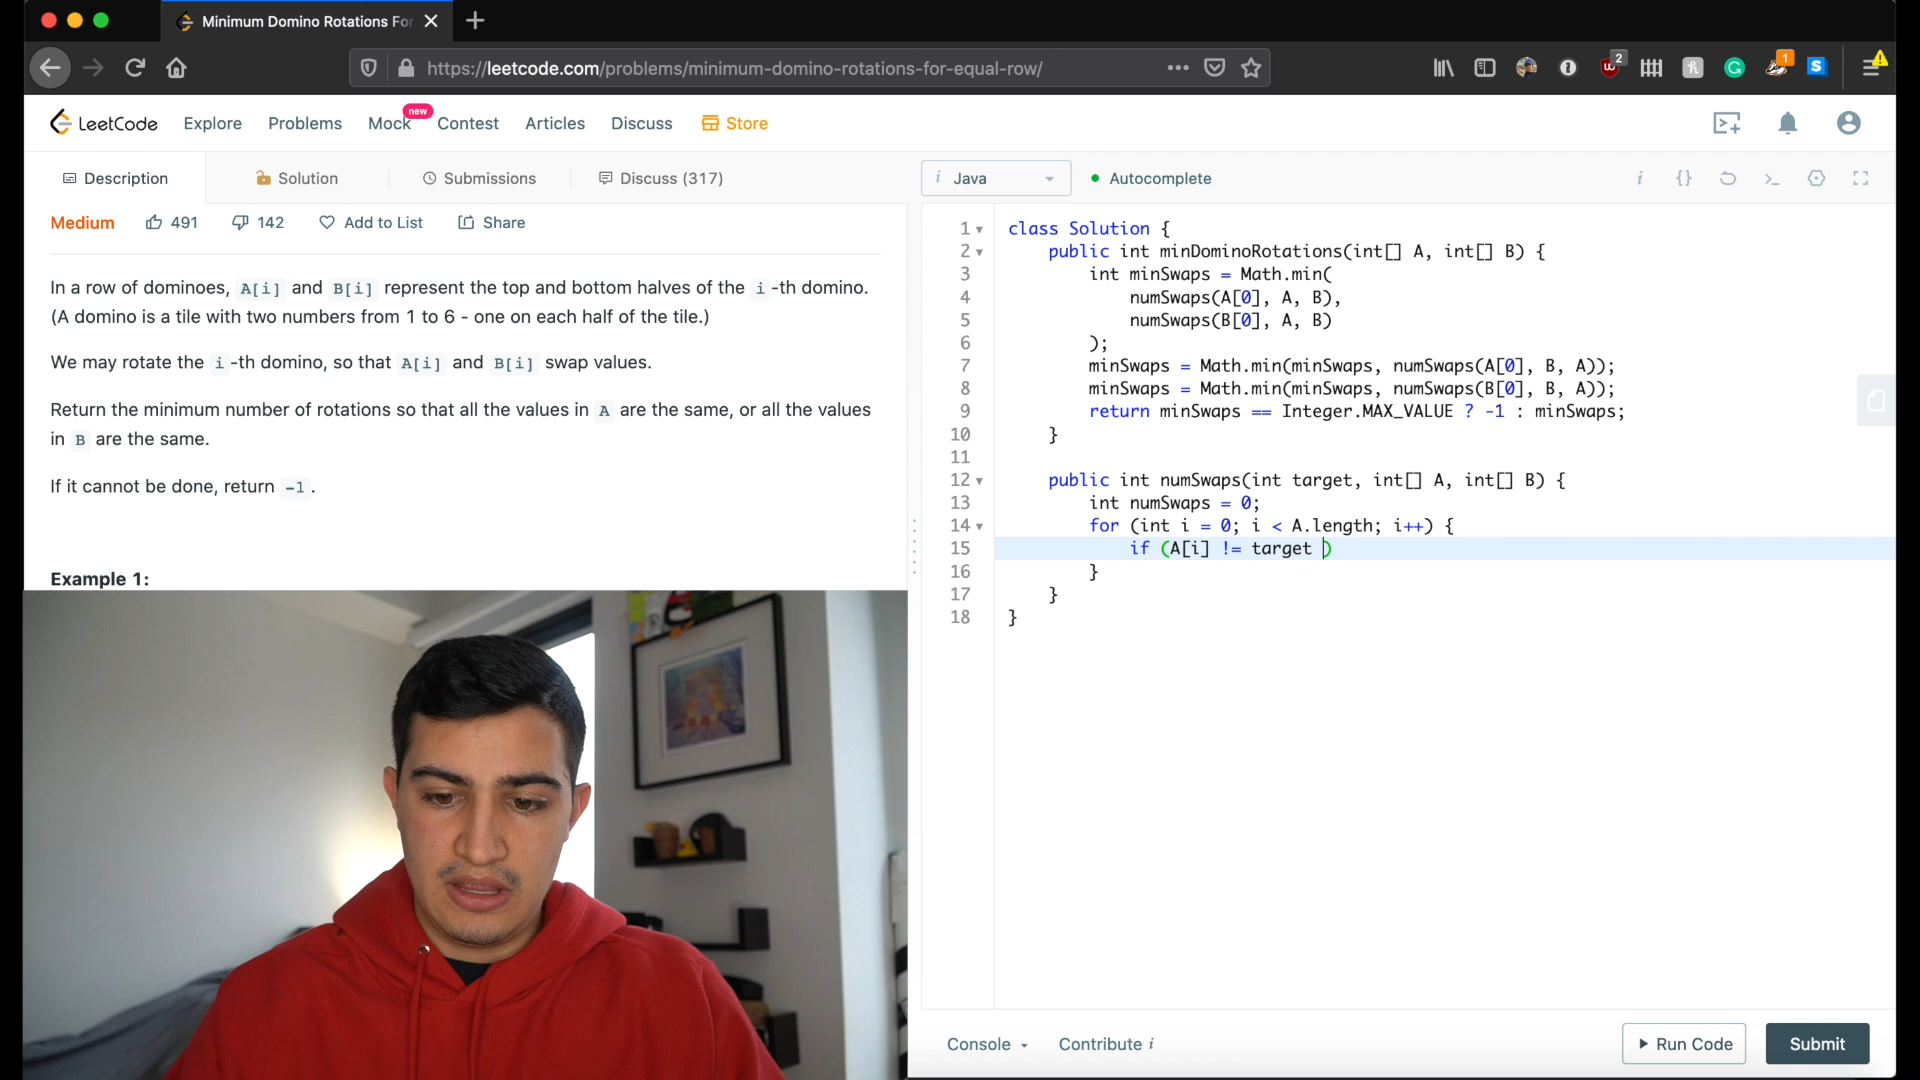 Minimum Domino Rotations For
https://leetcode.com/problems/minimum-domino-rotations-for-equal-row/
2
1
LeetCode Explore Problems Mock new Contest Articles Discuss Store
Description Solution Submissions Discuss (317)
i Java Autocomplete
Medium 491 142 Add to List Share
In a row of dominoes, A[i] and B[i] represent the top and bottom halves of the i -th domino.
(A domino is a tile with two numbers from 1 to 6 - one on each half of the tile.)
We may rotate the i -th domino, so that A[i] and B[i] swap values.
Return the minimum number of rotations so that all the values in A are the same, or all the values
in B are the same.
If it cannot be done, return -1 .
Example 1:
1 class Solution {
2 public int minDominoRotations(int[] A, int[] B) {
3 int minSwaps = Math.min(
4 numSwaps(A[0], A, B),
5 numSwaps(B[0], A, B)
6 );
7 minSwaps = Math.min(minSwaps, numSwaps(A[0], B, A));
8 minSwaps = Math.min(minSwaps, numSwaps(B[0], B, A));
9 return minSwaps == Integer.MAX_VALUE ? -1 : minSwaps;
10 }
11
12 public int numSwaps(int target, int[] A, int[] B) {
13 int numSwaps = 0;
14 for (int i = 0; i < A.length; i++) {
15 if (A[i] != target )
16 }
17 }
18 }
Console Contribute i Run Code Submit